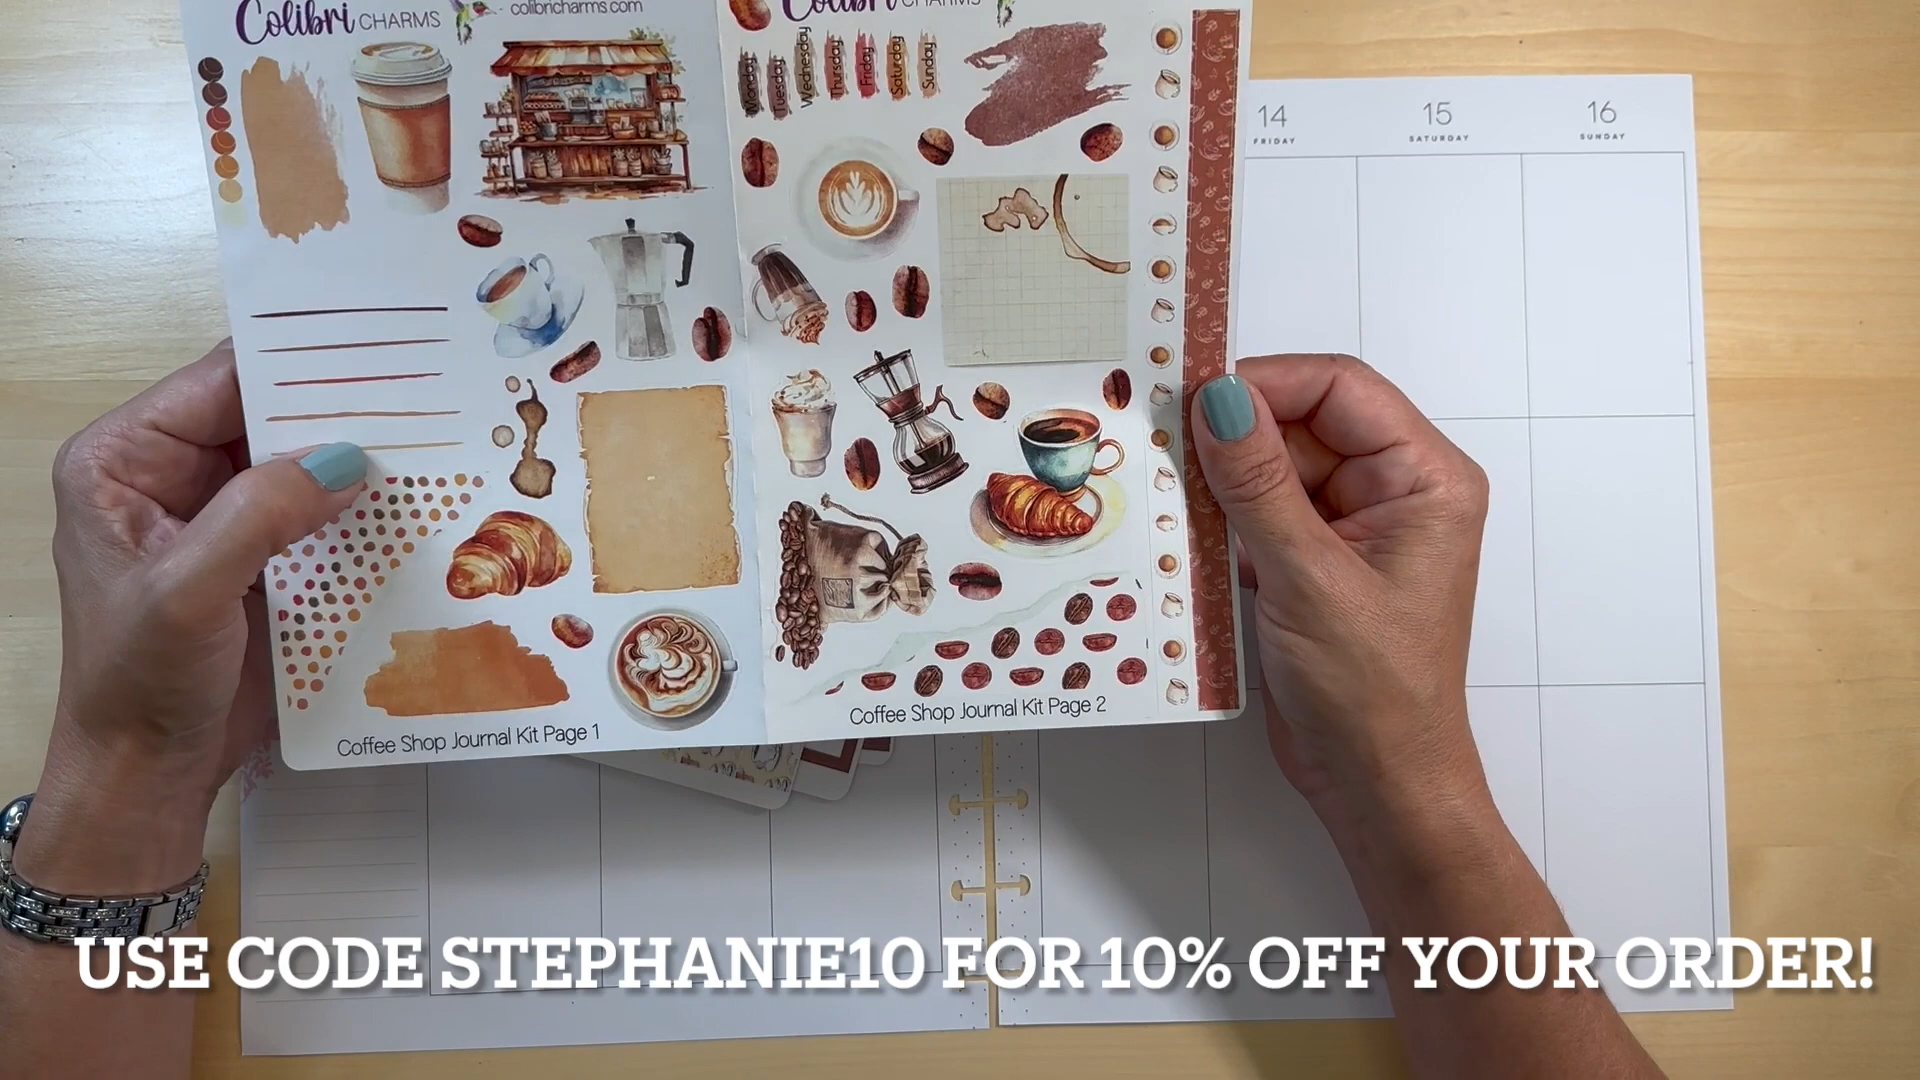 Colibri CHARMS
colibricharms.com
Colibri CHARMS
Monday
Tuesday
Wednesday
Thursday
Friday
Saturday
Sunday
14
FRIDAY
15
SATURDAY
16
SUNDAY
Coffee Shop Journal Kit Page 1
Coffee Shop Journal Kit Page 2
USE CODE STEPHANIE10 FOR 10% OFF YOUR ORDER!